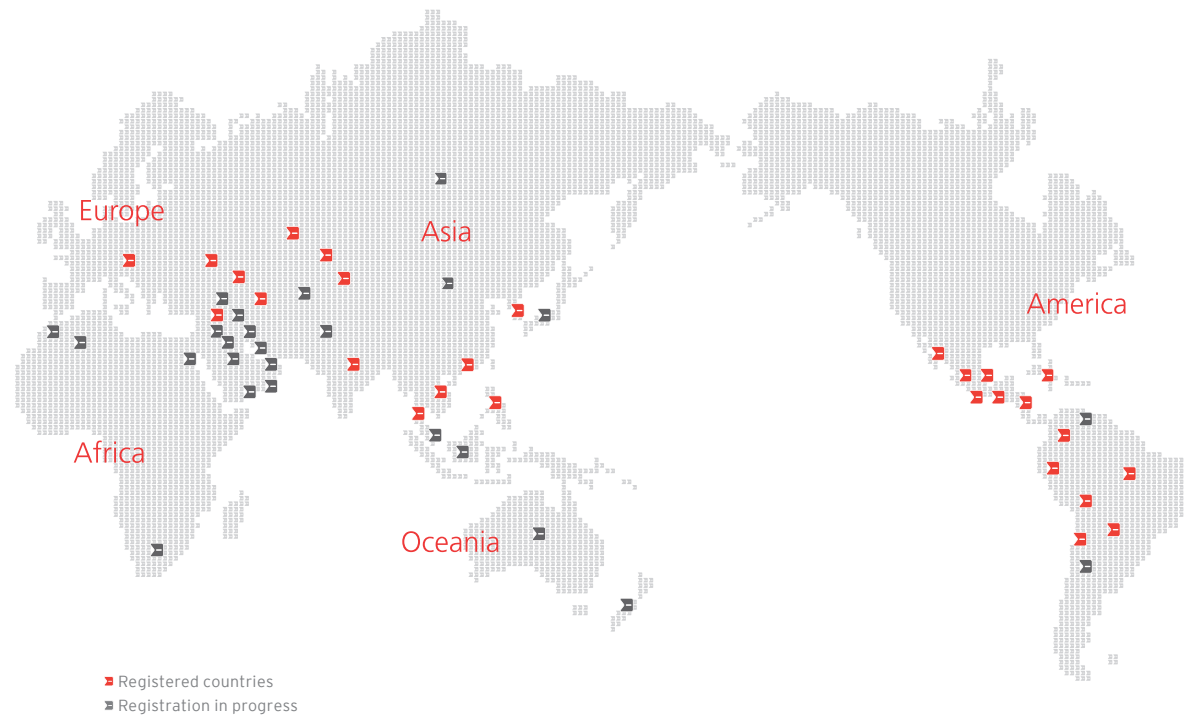 Europe
Asia
America
Africa
Oceania
Registered countries
Registration in progress